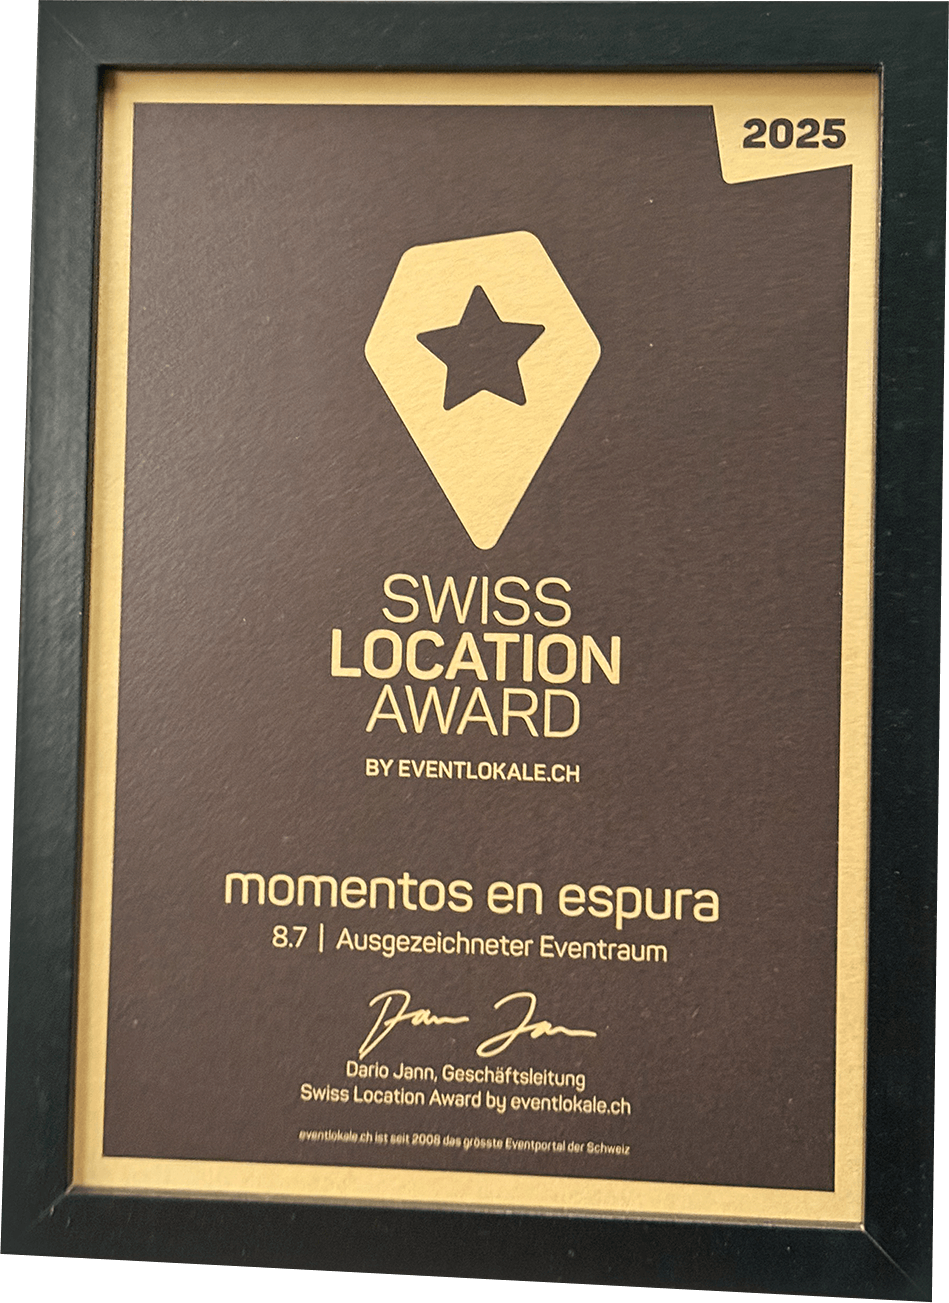 2025
SWISS
LOCATION
AWARD
BY EVENTLOKALE.CH
momentos en espura
8.7 | Ausgezeichneter Eventraum
Dario Jann, Geschäftsleitung
Swiss Location Award by eventlokale.ch
eventlokale.ch ist seit 2008 das grösste Eventportal der Schweiz